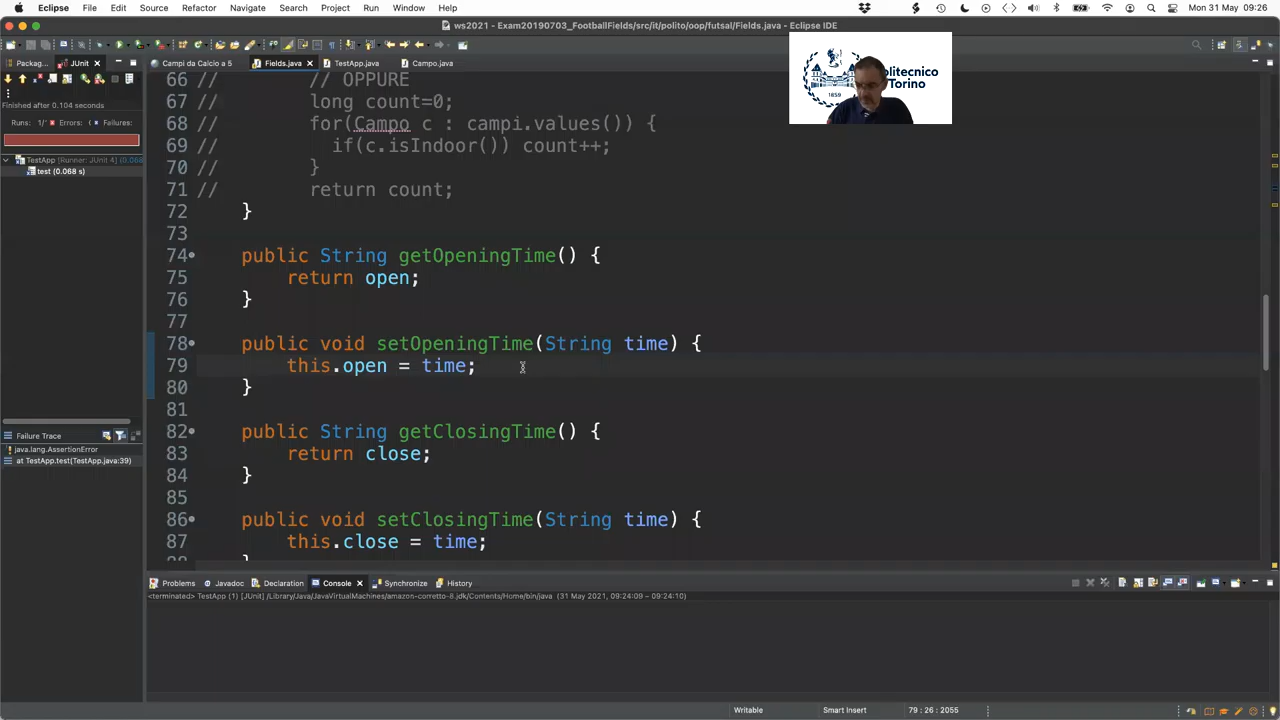 Eclipse File Edit Source Refactor Navigate Search Project Run Window Help Mon 31 May 09:26
ws2021 - Exam20190703_FootballFields/src/it/polito/oop/futsal/Fields.java - Eclipse IDE
Packag... JUnit Campi da Calcio a 5 Fields.java TestApp.java Campo.java
Politecnico
Torino
1859
Finished after 0.104 seconds
Runs: 1/ Errors: Failures:
TestApp [Runner: JUnit 4] (0.068
test (0.068 s)
Failure Trace
java.lang.AssertionError
at TestApp.test(TestApp.java:39)
66 // // OPPURE
67 // long count=0;
68 // for(Campo c : campi.values()) {
69 // if(c.isIndoor()) count++;
70 // }
71 // return count;
72 }
73
74 public String getOpeningTime() {
75 return open;
76 }
77
78 public void setOpeningTime(String time) {
79 this.open = time;
80 }
81
82 public String getClosingTime() {
83 return close;
84 }
85
86 public void setClosingTime(String time) {
87 this.close = time;
Problems Javadoc Declaration Console Synchronize History
<terminated> TestApp (1) [JUnit] /Library/Java/JavaVirtualMachines/amazon-corretto-8.jdk/Contents/Home/bin/java (31 May 2021, 09:24:09 – 09:24:10)
Writable Smart Insert 79 : 26 : 2055